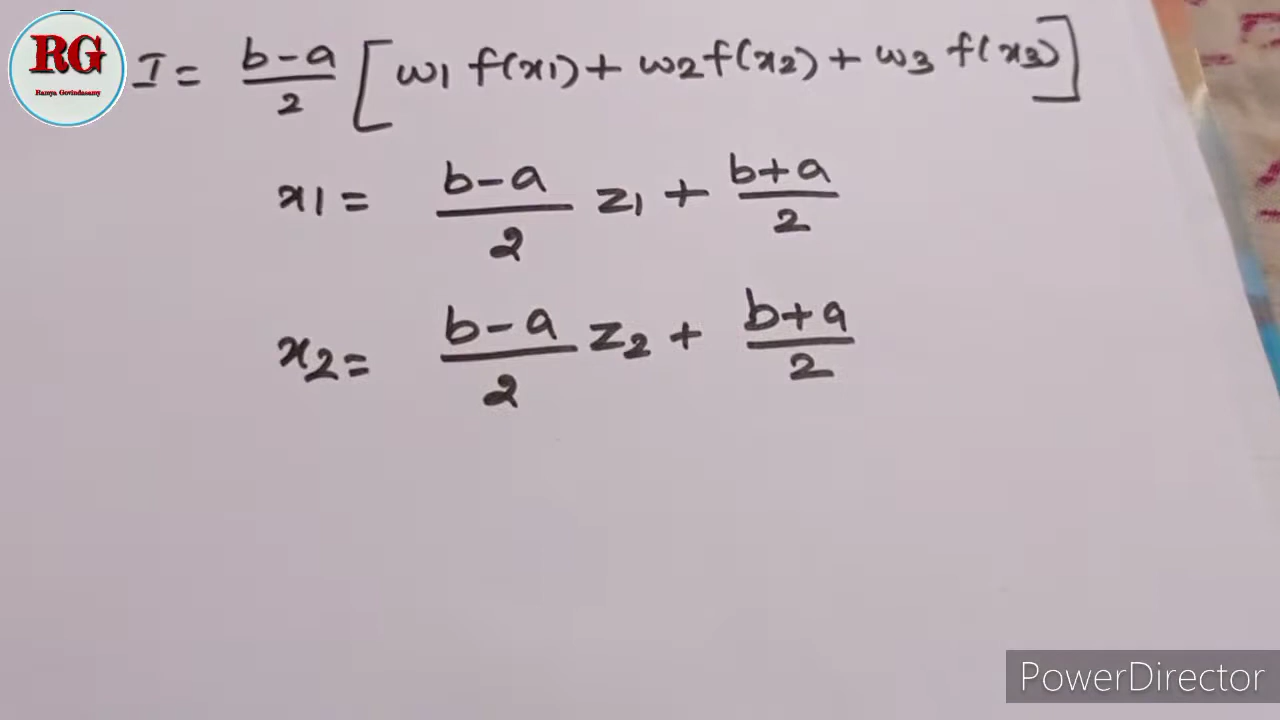 RG
Ramya Govindasamy
I = b-a/2 [w1 f(x1) + w2 f(x2) + w3 f(x3)]
x1 = b-a/2 z1 + b+a/2
x2 = b-a/2 z2 + b+a/2
PowerDirector